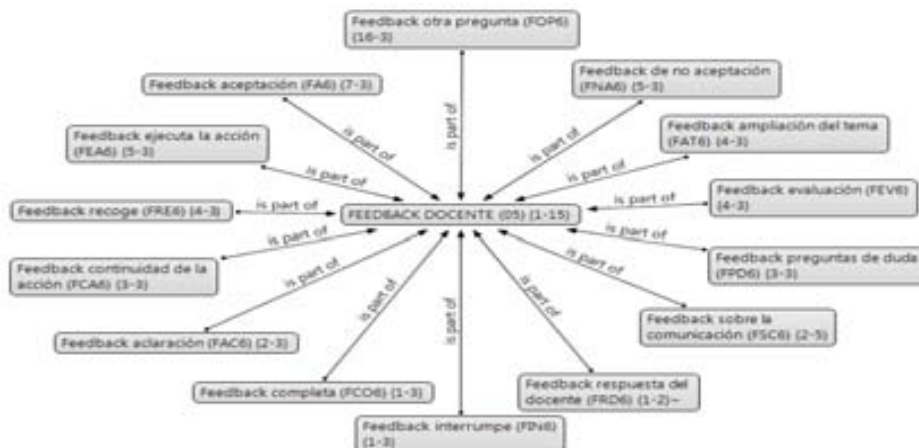 Feedback otra pregunta (FOP6)
(16-3)
Feedback aceptación (FA6) (7-3)
Feedback de no aceptación
(FNA6) (5-3)
Feedback ejecuta la acción
(FEA6) (5-3)
Feedback ampliación del tema
(FAT6) (4-3)
Feedback recoge (FRE6) (4-3)
Feedback evaluación (FEV6)
(4-3)
FEEDBACK DOCENTE (05) (1-15)
Feedback continuidad de la
acción (FCA6) (3-3)
Feedback preguntas de duda
(FPD6) (3-3)
Feedback aclaración (FAC6) (2-3)
Feedback sobre la
comunicación (FSC6) (2-5)
Feedback completa (FCO6) (1-3)
Feedback respuesta del
docente (FRD6) (1-2)~
Feedback interrumpe (FIN6)
(1-3)
is part of
is part of
is part of
is part of
is part of
is part of
is part of
is part of
is part of
is part of
is part of
is part of
is part of
is part of